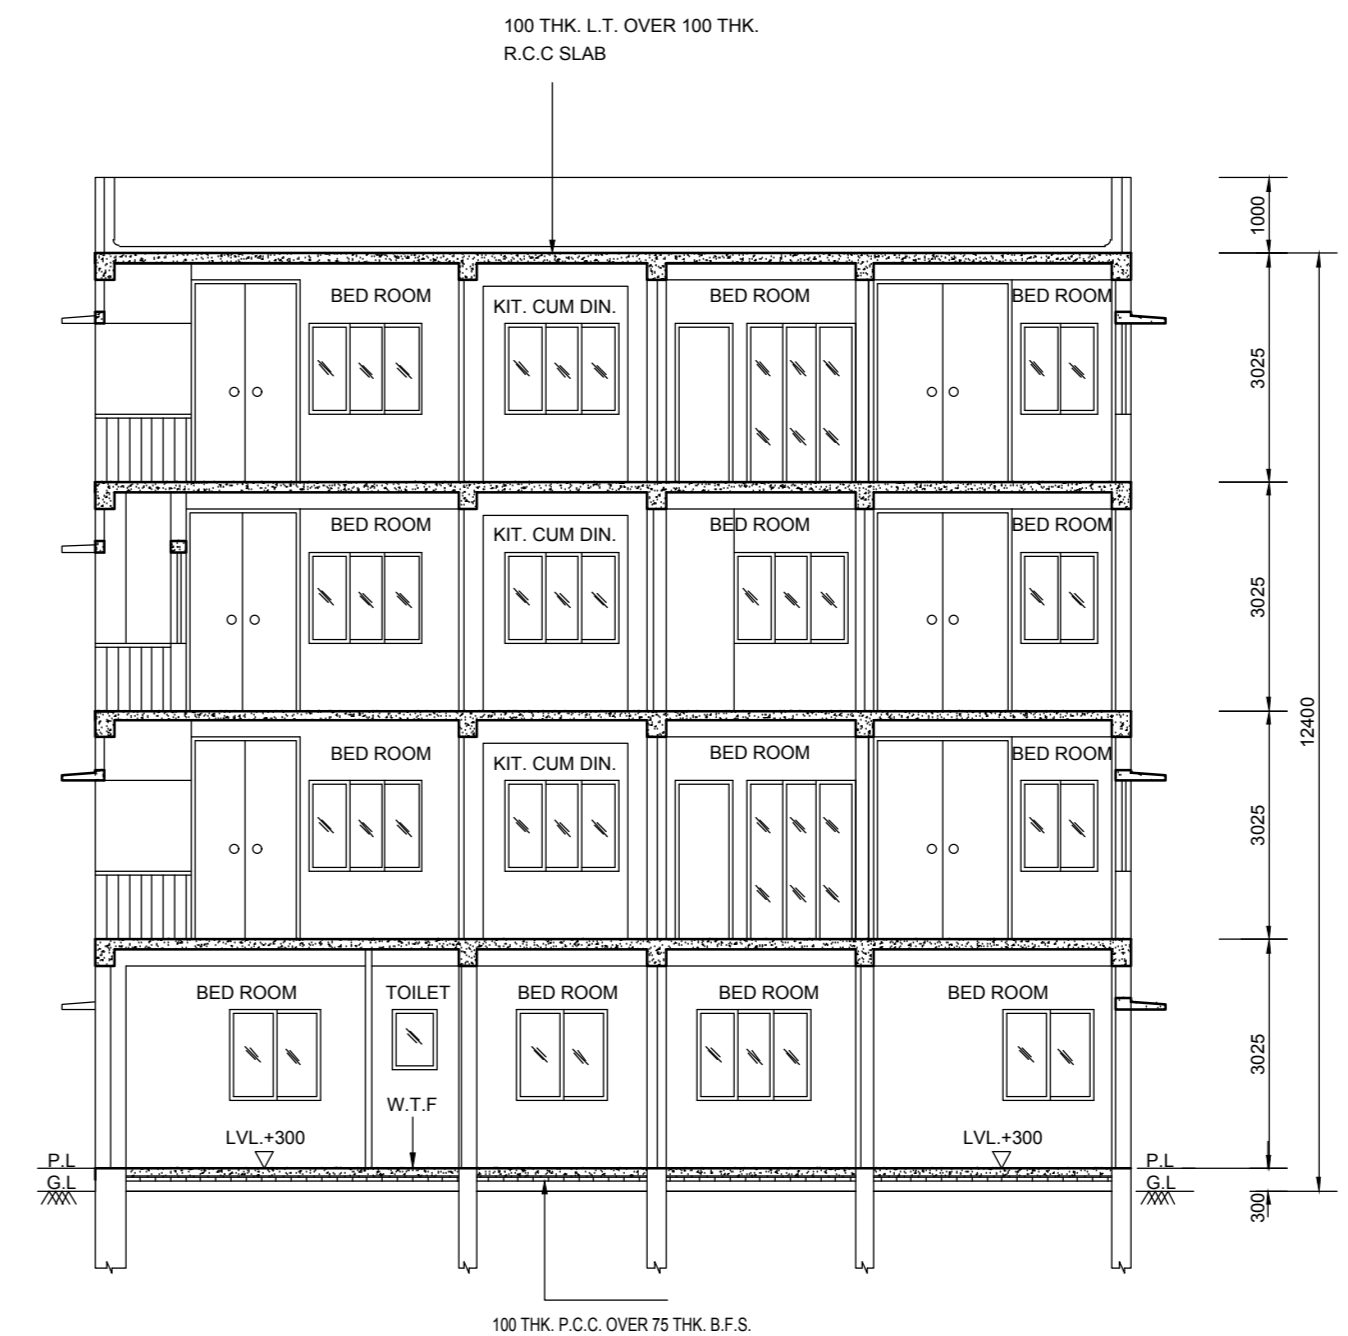 100 THK. L.T. OVER 100 THK.
R.C.C SLAB
1000
BED ROOM
KIT. CUM DIN.
BED ROOM
BED ROOM
3025
BED ROOM
KIT. CUM DIN.
BED ROOM
BED ROOM
3025
12400
BED ROOM
KIT. CUM DIN.
BED ROOM
BED ROOM
3025
BED ROOM
TOILET
BED ROOM
BED ROOM
BED ROOM
3025
W.T.F
LVL.+300
LVL.+300
P.L
G.L
P.L
G.L
300
100 THK. P.C.C. OVER 75 THK. B.F.S.